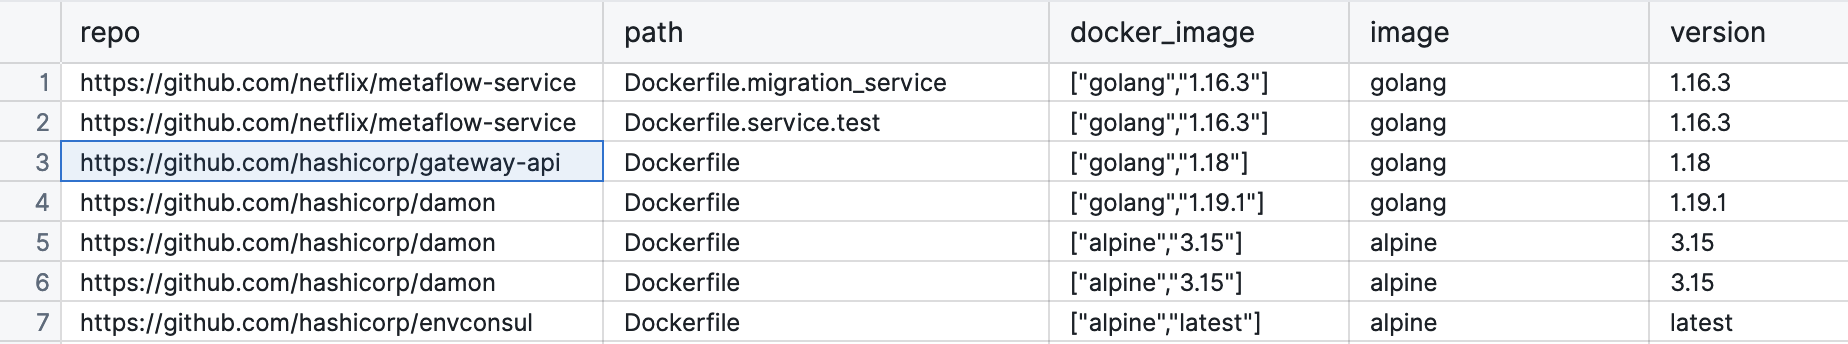 repo path docker_image image version
1 https://github.com/netflix/metaflow-service Dockerfile.migration_service ["golang","1.16.3"] golang 1.16.3
2 https://github.com/netflix/metaflow-service Dockerfile.service.test ["golang","1.16.3"] golang 1.16.3
3 https://github.com/hashicorp/gateway-api Dockerfile ["golang","1.18"] golang 1.18
4 https://github.com/hashicorp/damon Dockerfile ["golang","1.19.1"] golang 1.19.1
5 https://github.com/hashicorp/damon Dockerfile ["alpine","3.15"] alpine 3.15
6 https://github.com/hashicorp/damon Dockerfile ["alpine","3.15"] alpine 3.15
7 https://github.com/hashicorp/envconsul Dockerfile ["alpine","latest"] alpine latest